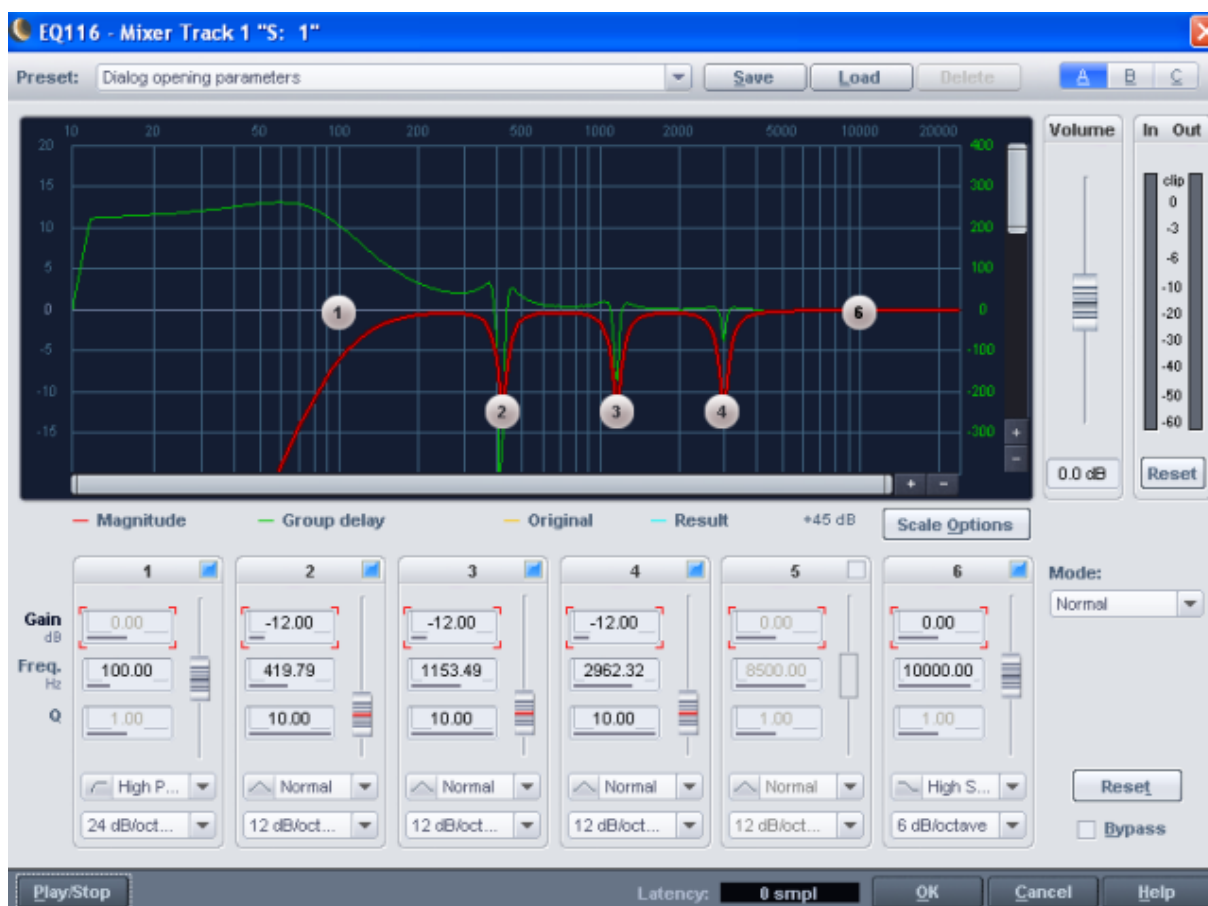 EQ116 - Mixer Track 1 "S: 1"
Preset: Dialog opening parameters Save Load Delete A B C
10 20 50 100 200 500 1000 2000 5000 10000 20000
20 15 10 5 0 -5 -10 -15
400 300 200 100 0 -100 -200 -300
1 2 3 4 6
+ -
+ -
Volume
0.0 dB
In Out
clip
0
-3
-6
-10
-20
-30
-40
-50
-60
Reset
Magnitude Group delay Original Result +45 dB Scale Options
1 2 3 4 5 6
Gain dB 0.00 -12.00 -12.00 -12.00 0.00 0.00
Freq. Hz 100.00 419.79 1153.49 2962.32 8500.00 10000.00
Q 1.00 10.00 10.00 10.00 1.00 1.00
High P... Normal Normal Normal Normal High S...
24 dB/oct... 12 dB/oct... 12 dB/oct... 12 dB/oct... 12 dB/oct... 6 dB/octave
Mode:
Normal
Reset
Bypass
Play/Stop Latency: 0 smpl OK Cancel Help